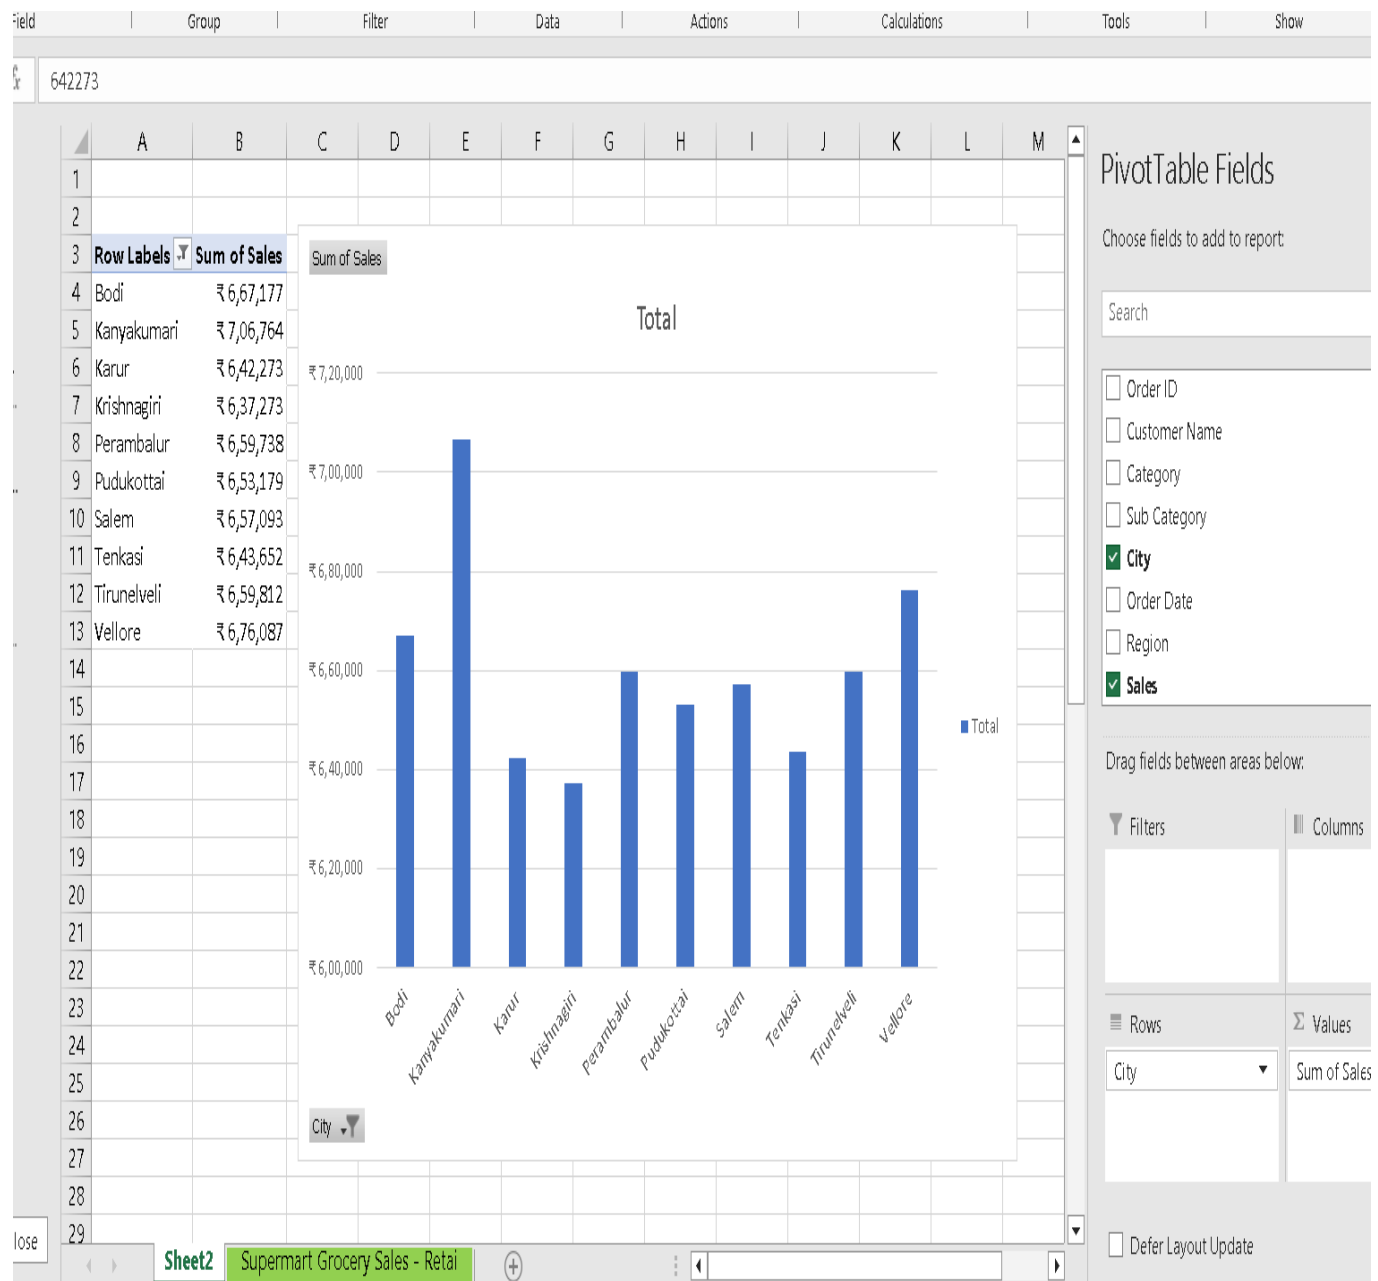 Field Group Filter Data Actions Calculations Tools Show
fx 642273
A B C D E F G H I J K L M
1
2
3 Row Labels Sum of Sales
4 Bodi ₹ 6,67,177
5 Kanyakumari ₹ 7,06,764
6 Karur ₹ 6,42,273
7 Krishnagiri ₹ 6,37,273
8 Perambalur ₹ 6,59,738
9 Pudukottai ₹ 6,53,179
10 Salem ₹ 6,57,093
11 Tenkasi ₹ 6,43,652
12 Tirunelveli ₹ 6,59,812
13 Vellore ₹ 6,76,087
14
15
16
17
18
19
20
21
22
23
24
25
26
27
28
29
Sum of Sales
Total
₹ 7,20,000
₹ 7,00,000
₹ 6,80,000
₹ 6,60,000
₹ 6,40,000
₹ 6,20,000
₹ 6,00,000
Bodi Kanyakumari Karur Krishnagiri Perambalur Pudukottai Salem Tenkasi Tirunelveli Vellore
Total
City
PivotTable Fields
Choose fields to add to report:
Search
Order ID
Customer Name
Category
Sub Category
City
Order Date
Region
Sales
Drag fields between areas below:
Filters Columns
Rows Σ Values
City Sum of Sales
Defer Layout Update
lose
Sheet2 Supermart Grocery Sales - Retai